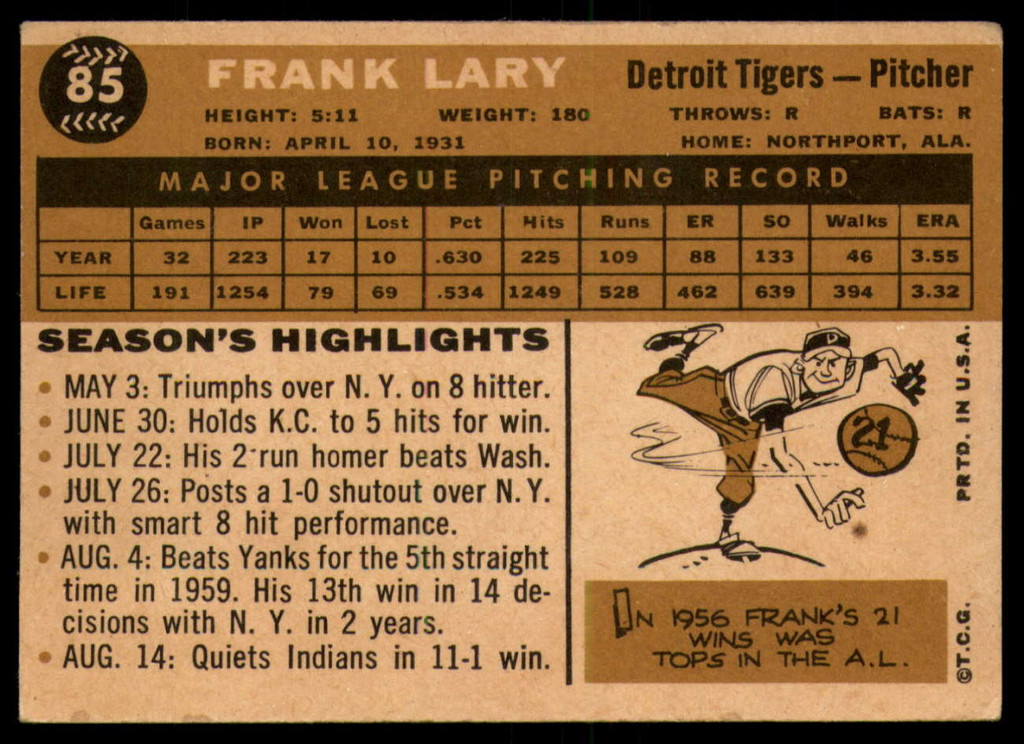 85
FRANK LARY
Detroit Tigers — Pitcher
HEIGHT: 5:11 WEIGHT: 180 THROWS: R BATS: R
BORN: APRIL 10, 1931 HOME: NORTHPORT, ALA.
MAJOR LEAGUE PITCHING RECORD
Games IP Won Lost Pct Hits Runs ER SO Walks ERA
YEAR 32 223 17 10 .630 225 109 88 133 46 3.55
LIFE 191 1254 79 69 .534 1249 528 462 639 394 3.32
SEASON'S HIGHLIGHTS
• MAY 3: Triumphs over N. Y. on 8 hitter.
• JUNE 30: Holds K.C. to 5 hits for win.
• JULY 22: His 2-run homer beats Wash.
• JULY 26: Posts a 1-0 shutout over N. Y.
with smart 8 hit performance.
• AUG. 4: Beats Yanks for the 5th straight
time in 1959. His 13th win in 14 de-
cisions with N. Y. in 2 years.
• AUG. 14: Quiets Indians in 11-1 win.
D
21
IN 1956 FRANK'S 21
WINS WAS
TOPS IN THE A.L.
©T.C.G. PRTD. IN U.S.A.